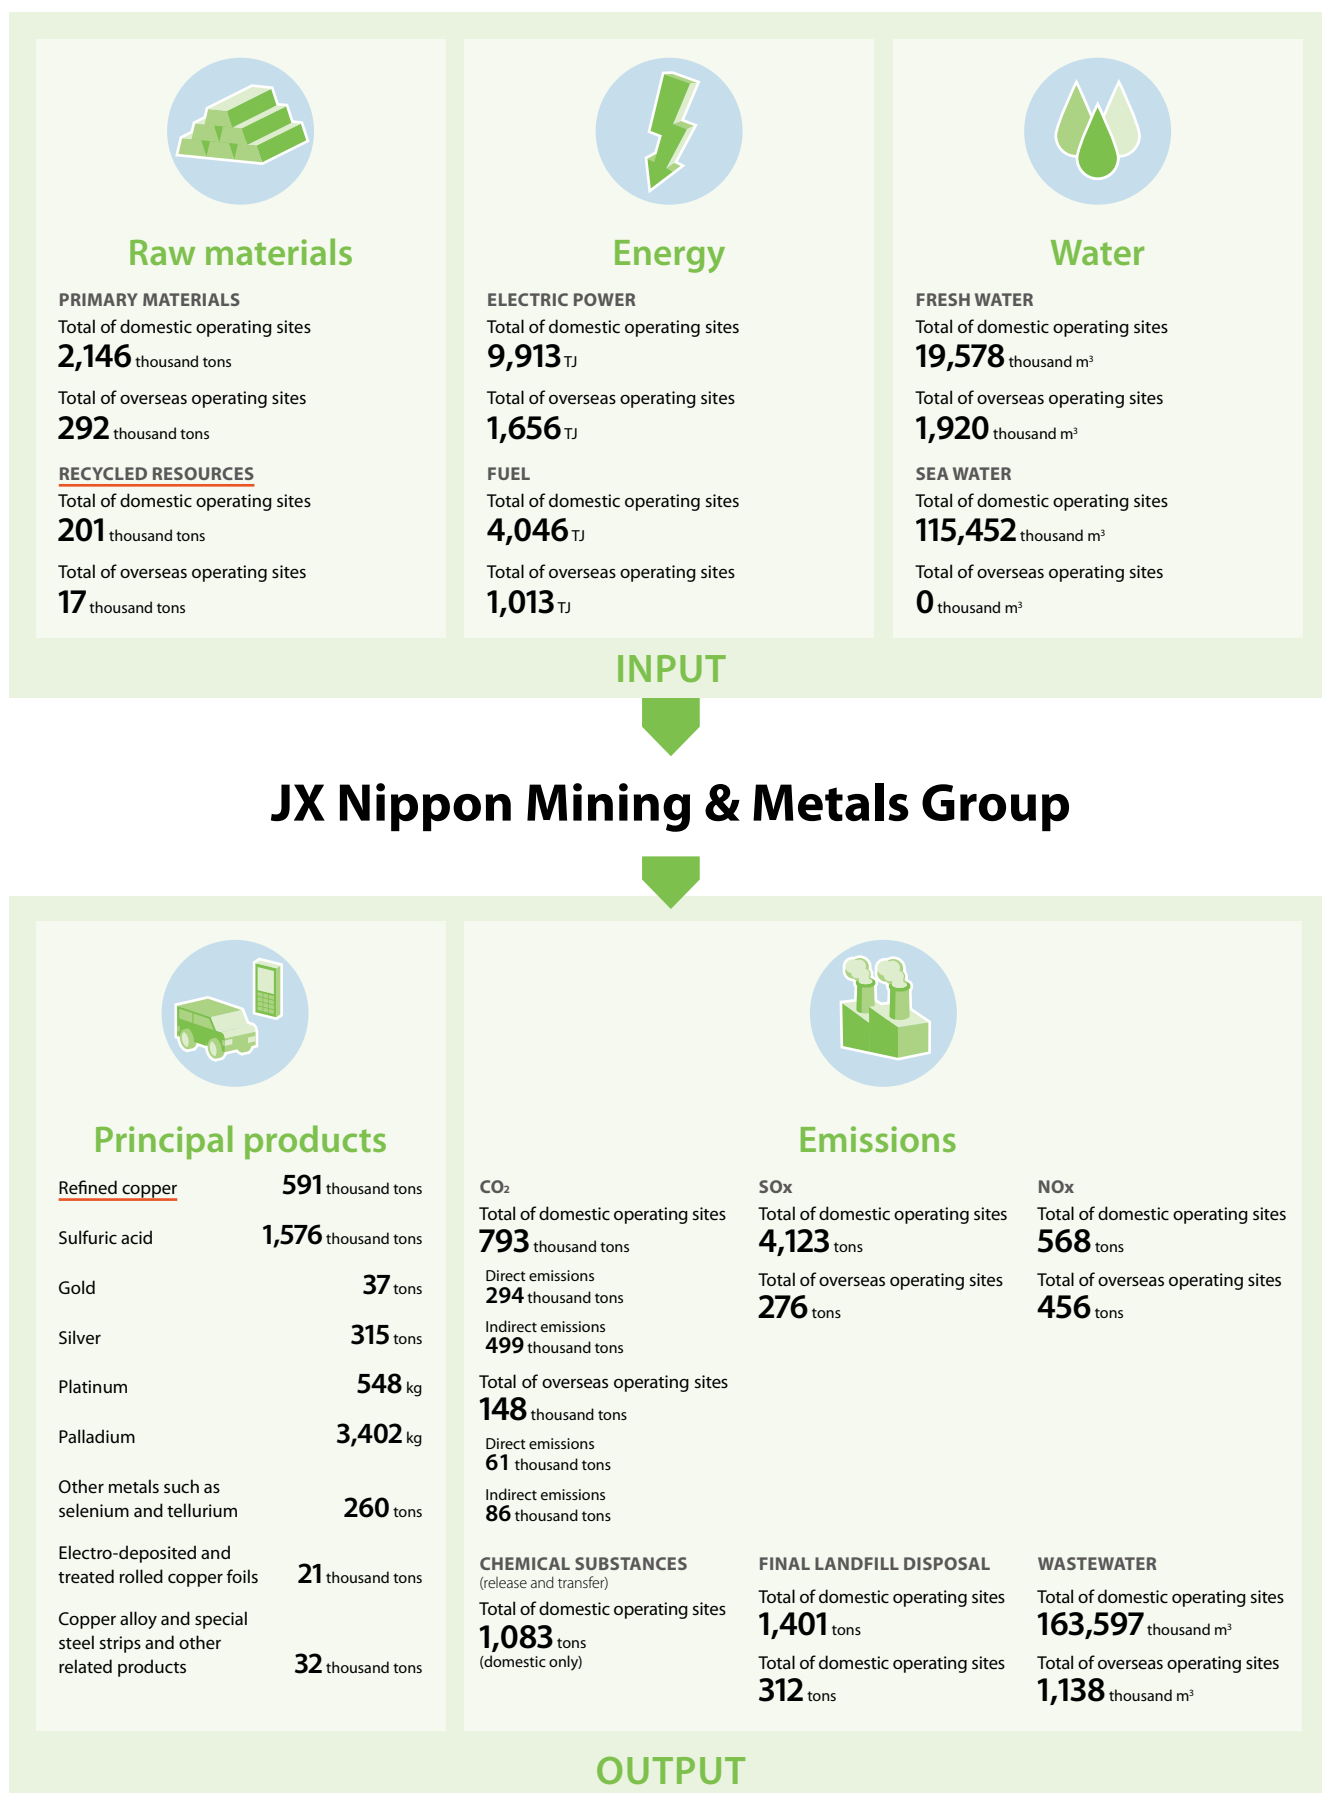 Raw materials
PRIMARY MATERIALS
Total of domestic operating sites
2,146 thousand tons
Total of overseas operating sites
292 thousand tons
RECYCLED RESOURCES
Total of domestic operating sites
201 thousand tons
Total of overseas operating sites
17 thousand tons
Energy
ELECTRIC POWER
Total of domestic operating sites
9,913 TJ
Total of overseas operating sites
1,656 TJ
FUEL
Total of domestic operating sites
4,046 TJ
Total of overseas operating sites
1,013 TJ
Water
FRESH WATER
Total of domestic operating sites
19,578 thousand m³
Total of overseas operating sites
1,920 thousand m³
SEA WATER
Total of domestic operating sites
115,452 thousand m³
Total of overseas operating sites
0 thousand m³
INPUT
JX Nippon Mining & Metals Group
Principal products
Refined copper 591 thousand tons
Sulfuric acid 1,576 thousand tons
Gold 37 tons
Silver 315 tons
Platinum 548 kg
Palladium 3,402 kg
Other metals such as
selenium and tellurium 260 tons
Electro-deposited and
treated rolled copper foils 21 thousand tons
Copper alloy and special
steel strips and other
related products 32 thousand tons
Emissions
CO₂
Total of domestic operating sites
793 thousand tons
Direct emissions
294 thousand tons
Indirect emissions
499 thousand tons
Total of overseas operating sites
148 thousand tons
Direct emissions
61 thousand tons
Indirect emissions
86 thousand tons
SOx
Total of domestic operating sites
4,123 tons
Total of overseas operating sites
276 tons
NOx
Total of domestic operating sites
568 tons
Total of overseas operating sites
456 tons
CHEMICAL SUBSTANCES
(release and transfer)
Total of domestic operating sites
1,083 tons
(domestic only)
FINAL LANDFILL DISPOSAL
Total of domestic operating sites
1,401 tons
Total of domestic operating sites
312 tons
WASTEWATER
Total of domestic operating sites
163,597 thousand m³
Total of overseas operating sites
1,138 thousand m³
OUTPUT